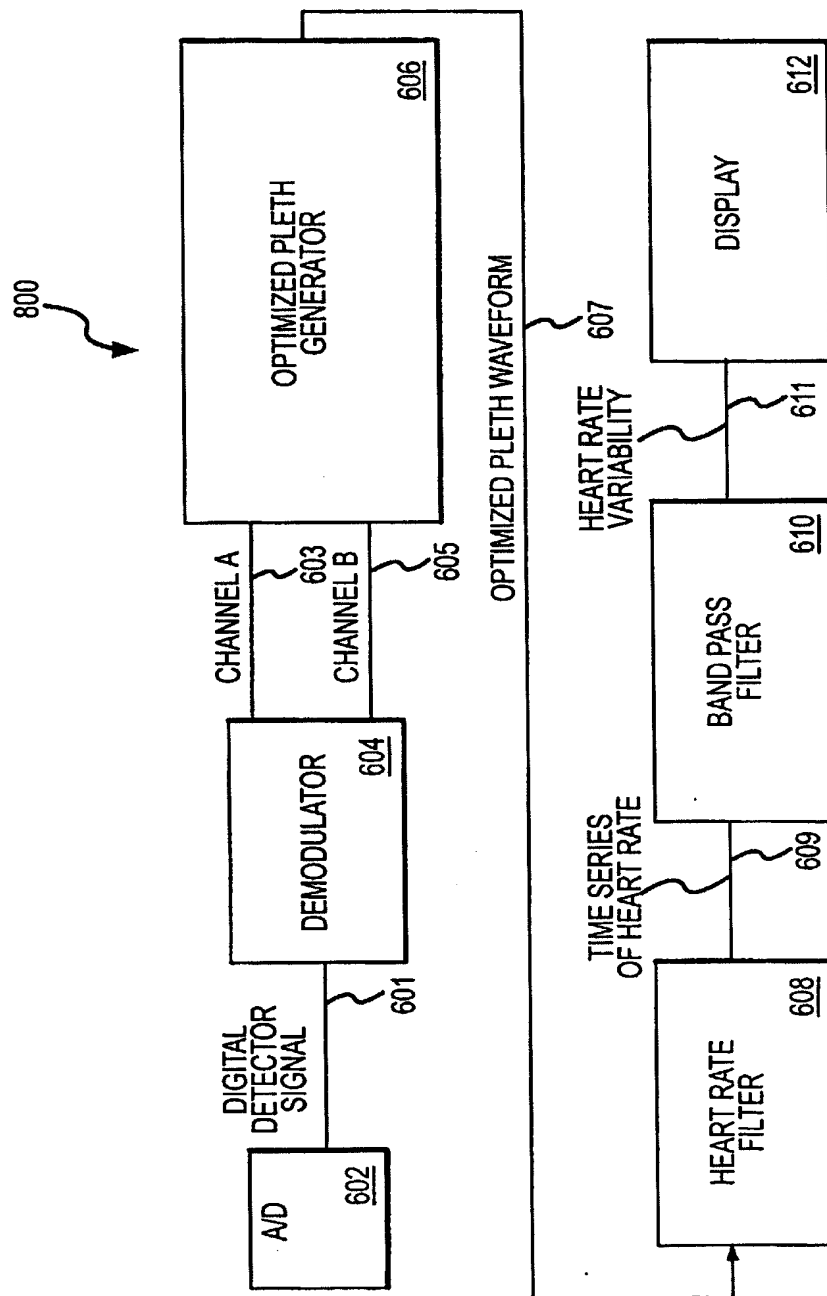 800
A/D
602
DIGITAL
DETECTOR
SIGNAL
601
DEMODULATOR
604
CHANNEL A
603
CHANNEL B
605
OPTIMIZED PLETH
GENERATOR
606
OPTIMIZED PLETH WAVEFORM
607
HEART RATE
FILTER
608
TIME SERIES
OF HEART RATE
609
BAND PASS
FILTER
610
HEART RATE
VARIABILITY
611
DISPLAY
612